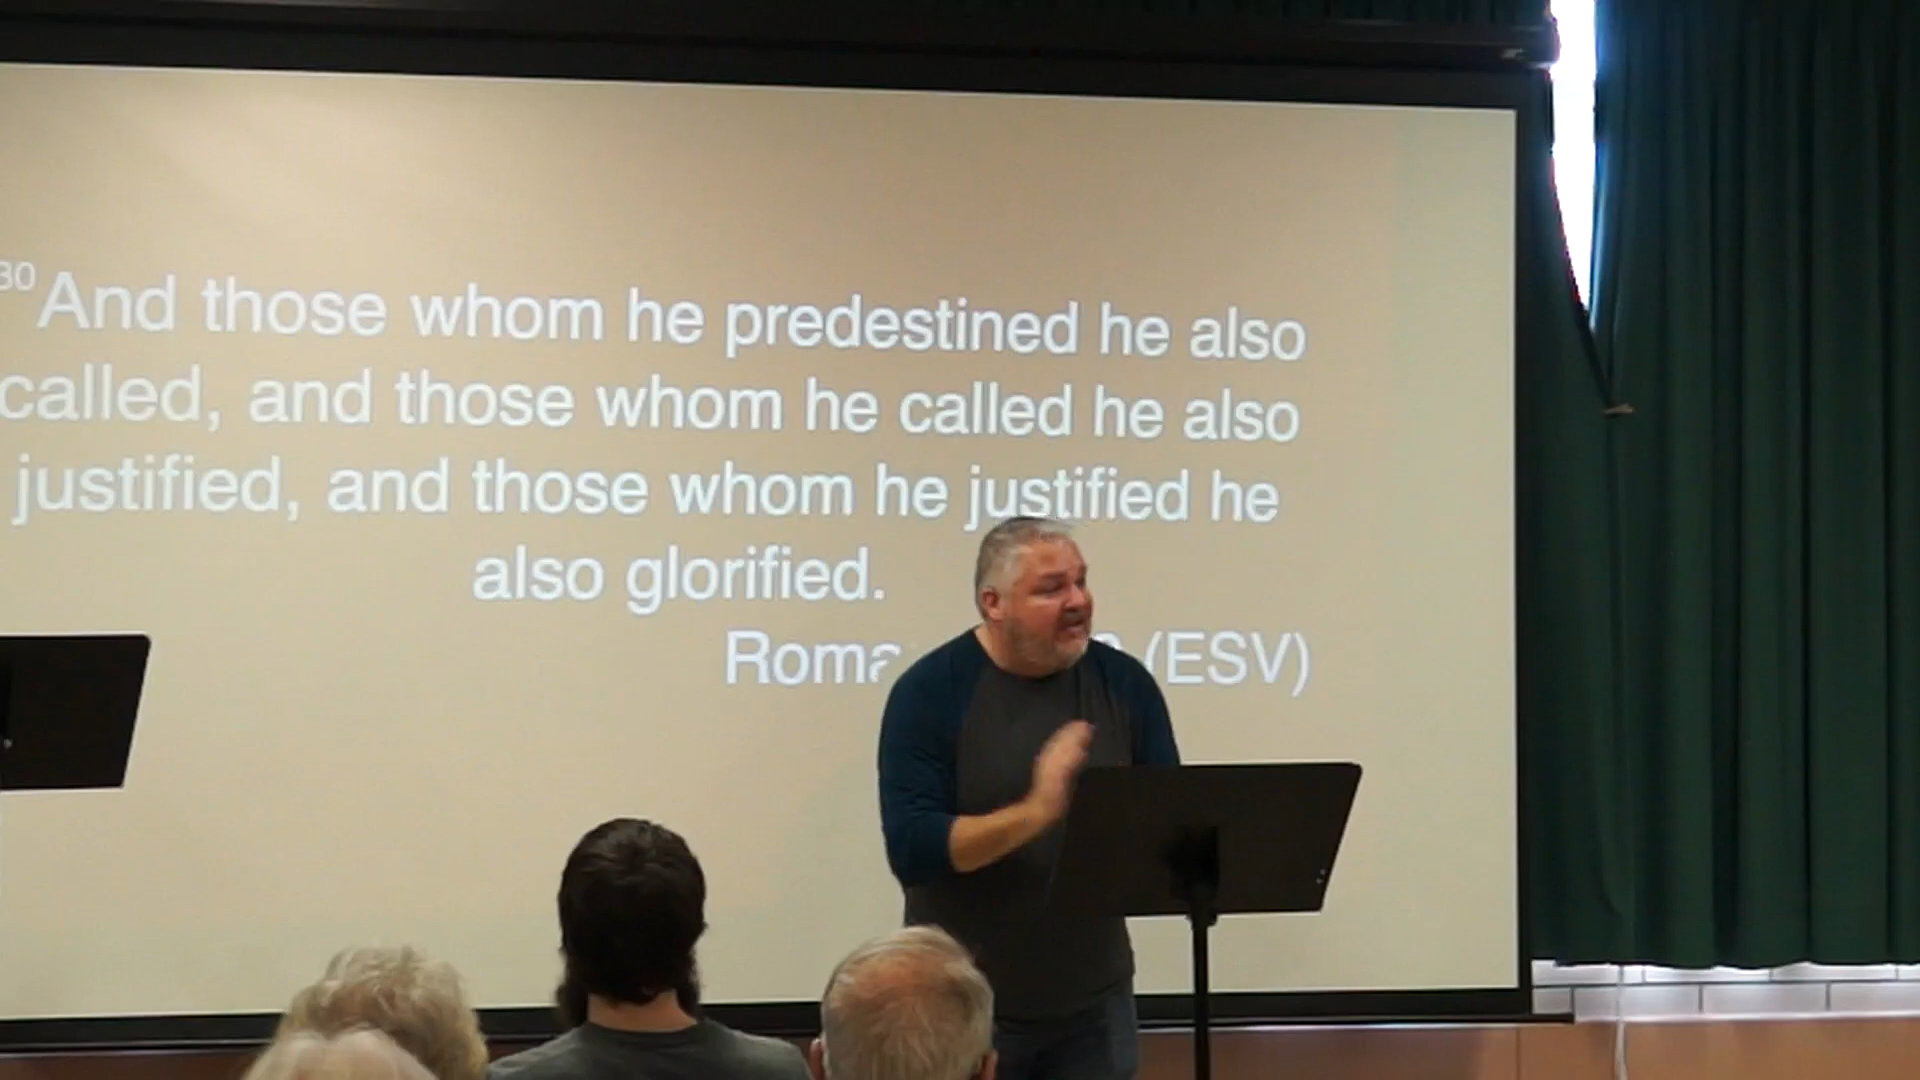 30 And those whom he predestined he also
called, and those whom he called he also
justified, and those whom he justified he
also glorified.
(ESV)